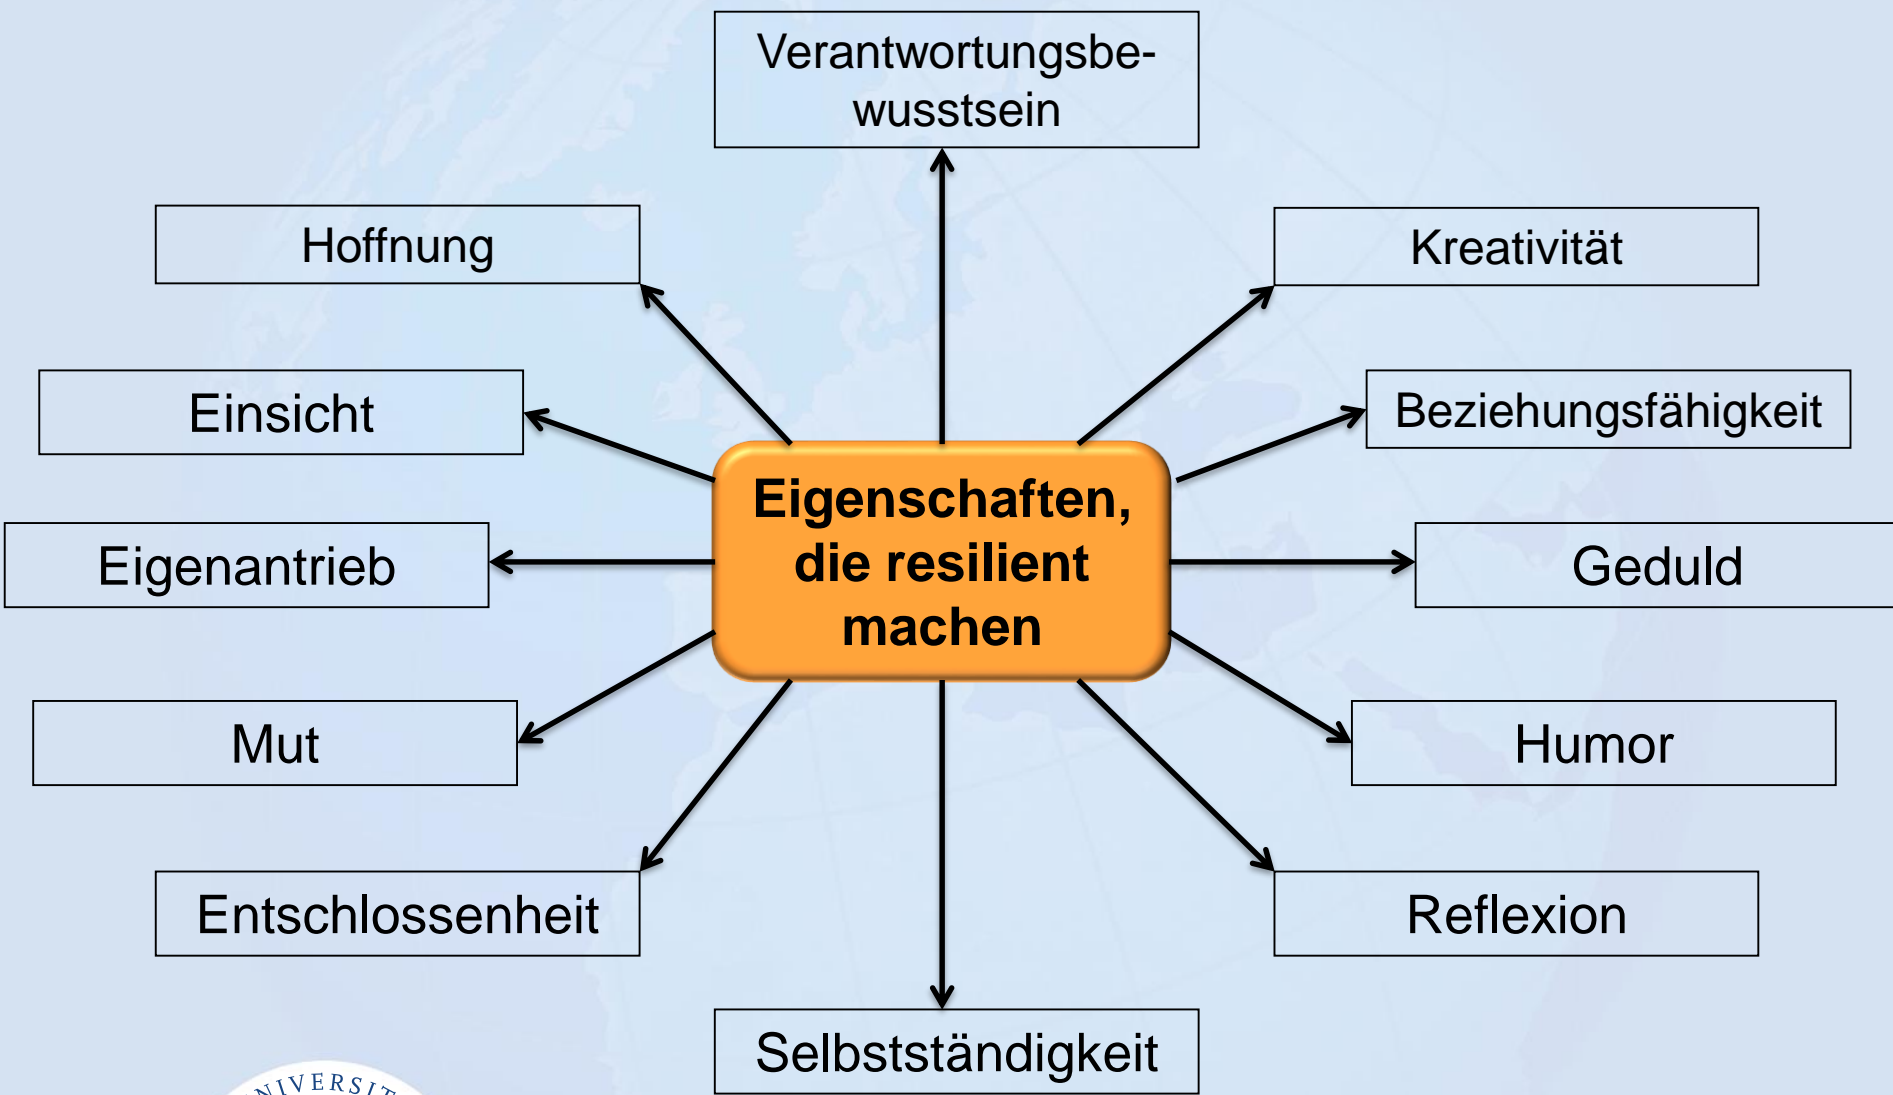 Verantwortungsbe-
wusstsein
Hoffnung
Kreativität
Einsicht
Beziehungsfähigkeit
Eigenschaften,
die resilient
machen
Eigenantrieb
Geduld
Mut
Humor
Entschlossenheit
Reflexion
Selbstständigkeit